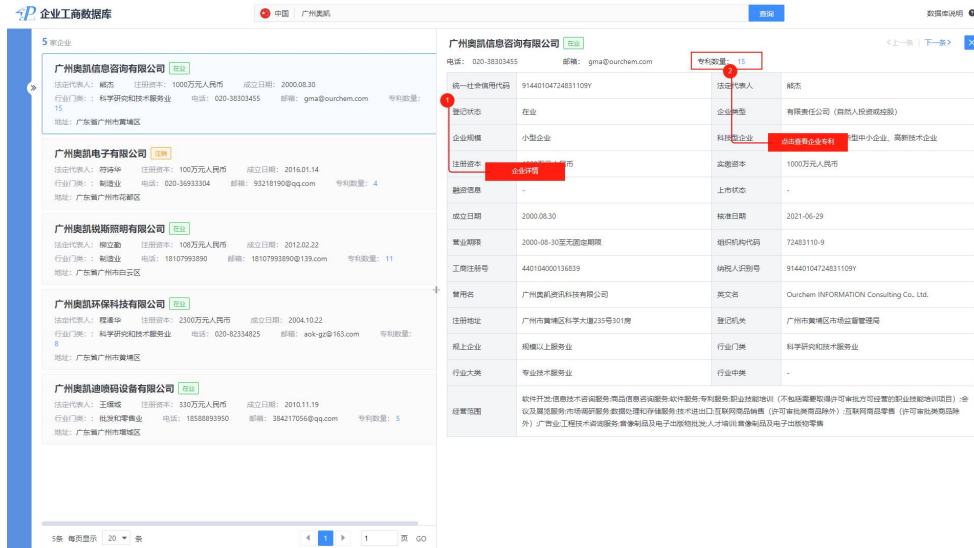 企业工商数据库
中国 广州奥凯
查询
数据库说明
5 家企业
广州奥凯信息咨询有限公司 在业
法定代表人： 郝杰 注册资本： 1000万元人民币 成立日期： 2000.08.30
行业门类：： 科学研究和技术服务业 电话： 020-38303455 邮箱： gma@ourchem.com 专利数量：
15
地址： 广东省广州市黄埔区
广州奥凯电子有限公司 注销
法定代表人： 符诗华 注册资本： 100万元人民币 成立日期： 2016.01.14
行业门类：： 制造业 电话： 020-36933304 邮箱： 93218190@qq.com 专利数量： 4
地址： 广东省广州市花都区
广州奥凯锐斯照明有限公司 在业
法定代表人： 柳立勤 注册资本： 108万元人民币 成立日期： 2012.02.22
行业门类：： 制造业 电话： 18107993890 邮箱： 18107993890@139.com 专利数量： 11
地址： 广东省广州市白云区
广州奥凯环保科技有限公司 在业
法定代表人： 程潘华 注册资本： 2300万元人民币 成立日期： 2004.10.22
行业门类：： 科学研究和技术服务业 电话： 020-82334825 邮箱： aok-gz@163.com 专利数量：
8
地址： 广东省广州市黄埔区
广州奥凯迪喷码设备有限公司 在业
法定代表人： 注册资本： 330万元人民币 成立日期： 2010.11.19
行业门类：： 批发和零售业 电话： 18588893950 邮箱： 384217056@qq.com 专利数量： 5
地址： 广东省广州市增城区
5条 每页显示 20 条 1 1 页 GO
广州奥凯信息咨询有限公司 在业
<上一条 下一条>
电话： 020-38303455 邮箱： gma@ourchem.com 专利数量： 15
统一社会信用代码 91440104724831109Y 法定代表人 郝杰
1
2
登记状态 在业 企业类型 有限责任公司（自然人投资或控股）
企业规模 小型企业 科技型企业 型中小企业、高新技术企业
点击查看企业专利
注册资本 1000万元人民币 实缴资本 1000万元人民币
企业详情
融资信息 - 上市状态 -
成立日期 2000.08.30 核准日期 2021-06-29
营业期限 2000-08-30至无固定期限 组织机构代码 72483110-9
工商注册号 440104000136839 纳税人识别号 91440104724831109Y
曾用名 广州奥凯资讯科技有限公司 英文名 Ourchem INFORMATION Consulting Co., Ltd.
注册地址 广州市黄埔区科学大道235号301房 登记机关 广州市黄埔区市场监督管理局
规上企业 规模以上服务业 行业门类 科学研究和技术服务业
行业大类 专业技术服务业 行业中类 -
经营范围
软件开发;信息技术咨询服务;商品信息咨询服务;软件服务;专利服务;职业技能培训（不包括需要取得许可审批方可经营的职业技能培训项目）;会
议及展览服务;市场调研服务;数据处理和存储服务;技术进出口;互联网商品销售（许可审批类商品除外）;互联网商品零售（许可审批类商品除
外）;广告业;工程技术咨询服务;音像制品及电子出版物批发;人才培训;音像制品及电子出版物零售